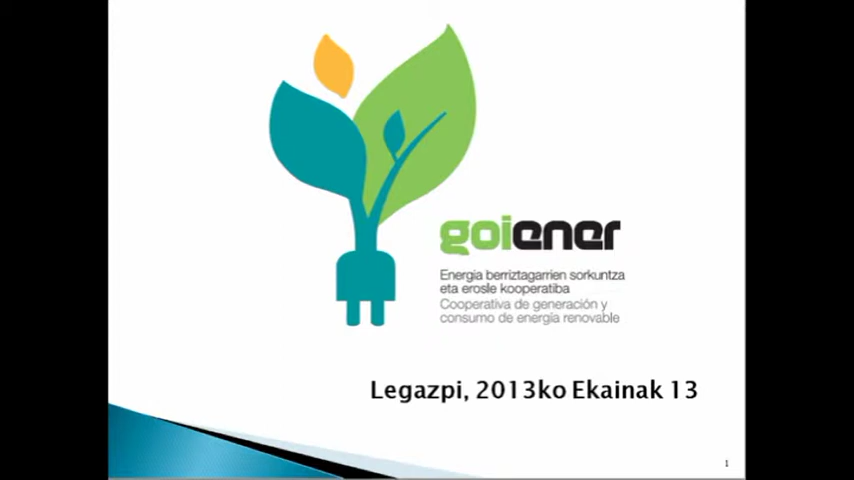 goiener
Energia berriztagarrien sorkuntza
eta erosle kooperatiba
Cooperativa de generación y
consumo de energía renovable
Legazpi, 2013ko Ekainak 13
1